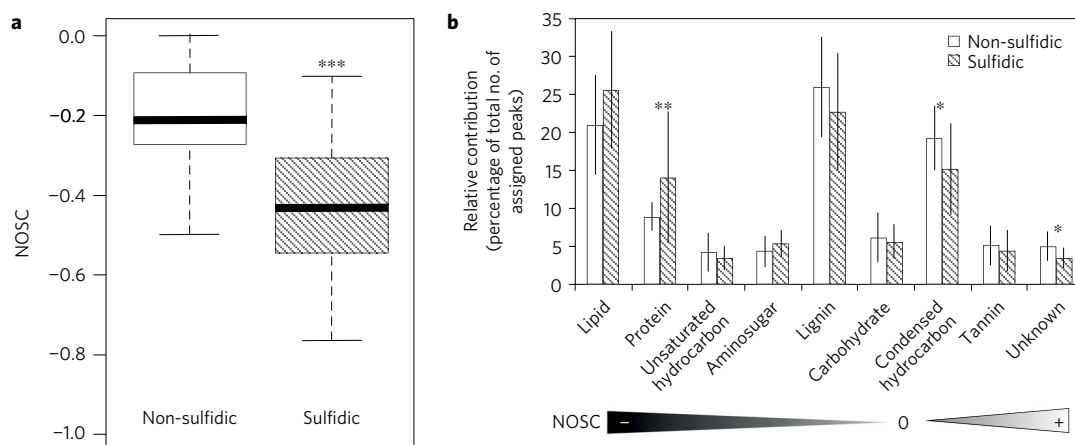 a
NOSC
0.0
−0.2
−0.4
−0.6
−0.8
−1.0
***
Non-sulfidic
Sulfidic
b
Relative contribution
(percentage of total no. of
assigned peaks)
35
30
25
20
15
10
5
0
Non-sulfidic
Sulfidic
**
*
*
Lipid
Protein
Unsaturated
hydrocarbon
Aminosugar
Lignin
Carbohydrate
Condensed
hydrocarbon
Tannin
Unknown
NOSC
−
0
+